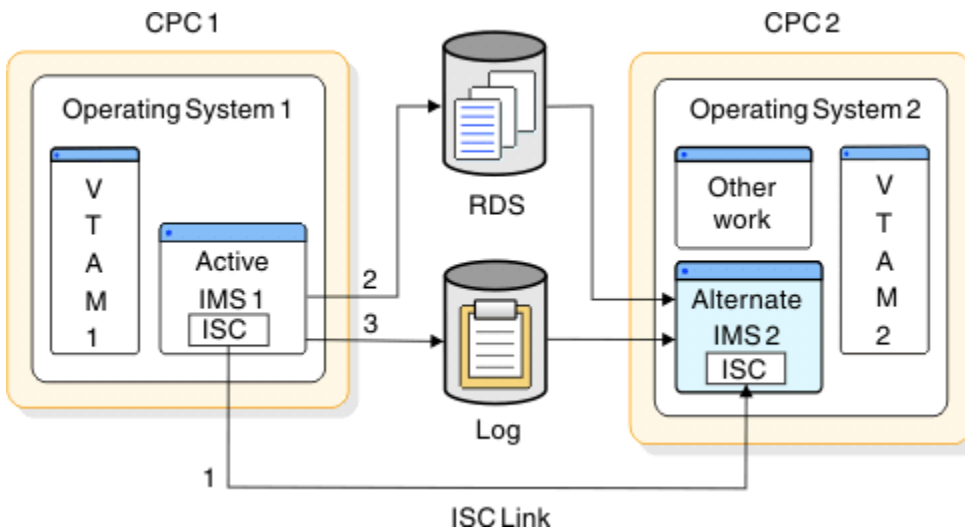 CPC 1
CPC 2
Operating System 1
V
T
A
M
1
Active
IMS 1
ISC
2
3
RDS
Log
Operating System 2
Other
work
Alternate
IMS 2
ISC
V
T
A
M
2
1
ISC Link